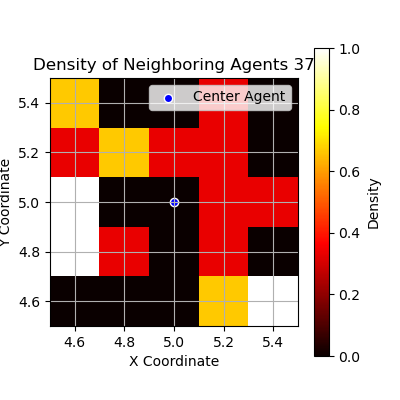 Density of Neighboring Agents 37
Center Agent
5.4
5.2
5.0
4.8
4.6
Y Coordinate
4.6 4.8 5.0 5.2 5.4
X Coordinate
1.0
0.8
0.6
0.4
0.2
0.0
Density